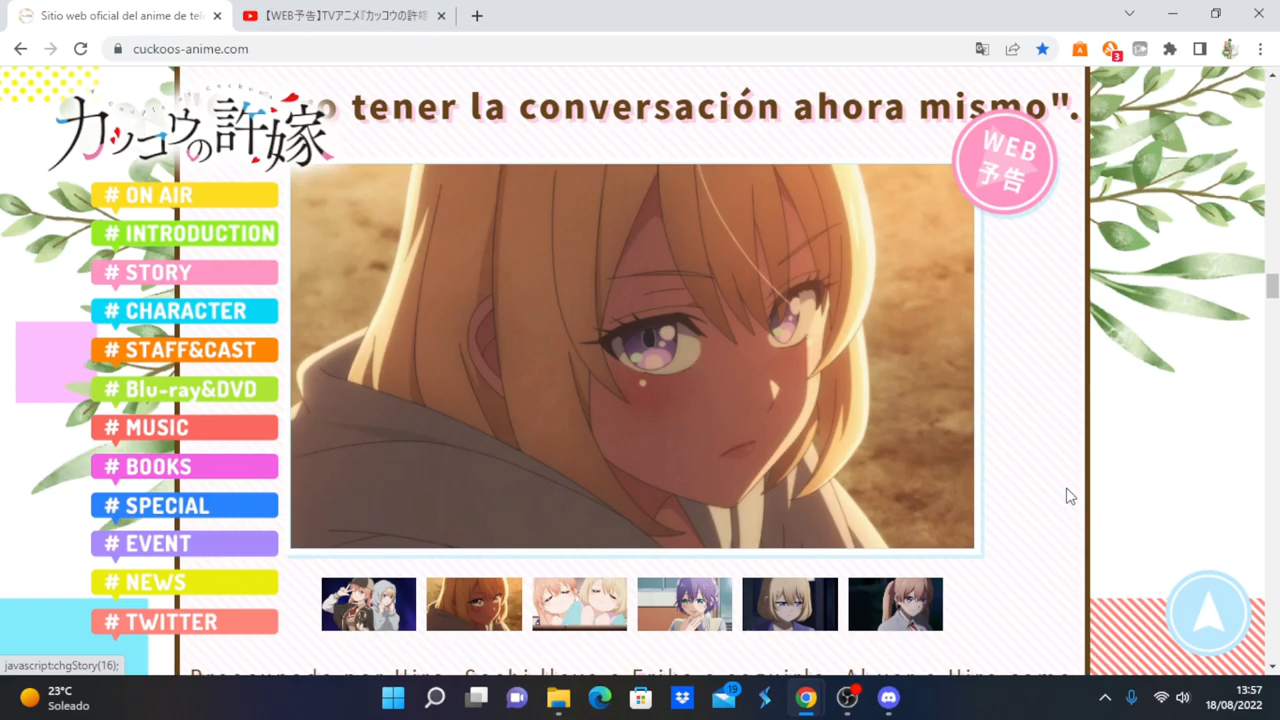 Sitio web oficial del anime de tele
【WEB予告】TVアニメ『カッコウの許嫁
cuckoos-anime.com
3
o tener la conversación ahora mismo".
カッコウの許嫁
WEB
予告
# ON AIR
# INTRODUCTION
# STORY
# CHARACTER
# STAFF&CAST
# Blu-ray&DVD
# MUSIC
# BOOKS
# SPECIAL
# EVENT
# NEWS
# TWITTER
javascript:chgStory(16);
23°C
Soleado
19
13:57
18/08/2022